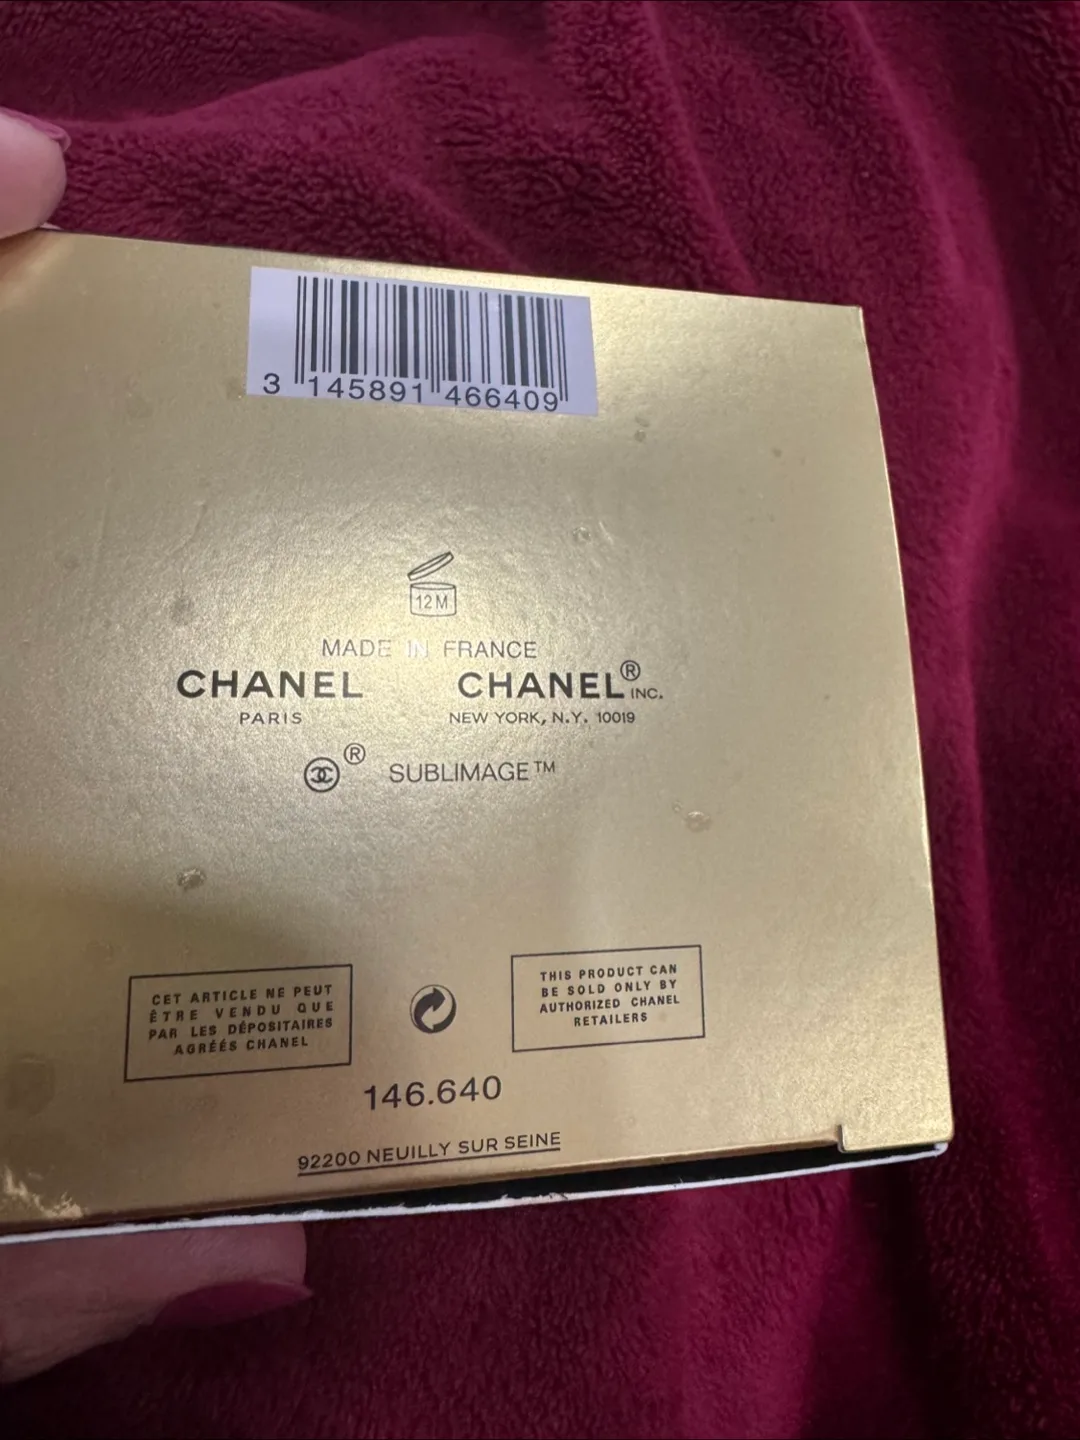 3 145891 466409
12M
MADE IN FRANCE
CHANEL CHANEL® INC.
PARIS NEW YORK, N.Y. 10019
® SUBLIMAGE™
CET ARTICLE NE PEUT
ÊTRE VENDU QUE
PAR LES DÉPOSITAIRES
AGRÉÉS CHANEL
THIS PRODUCT CAN
BE SOLD ONLY BY
AUTHORIZED CHANEL
RETAILERS
146.640
92200 NEUILLY SUR SEINE